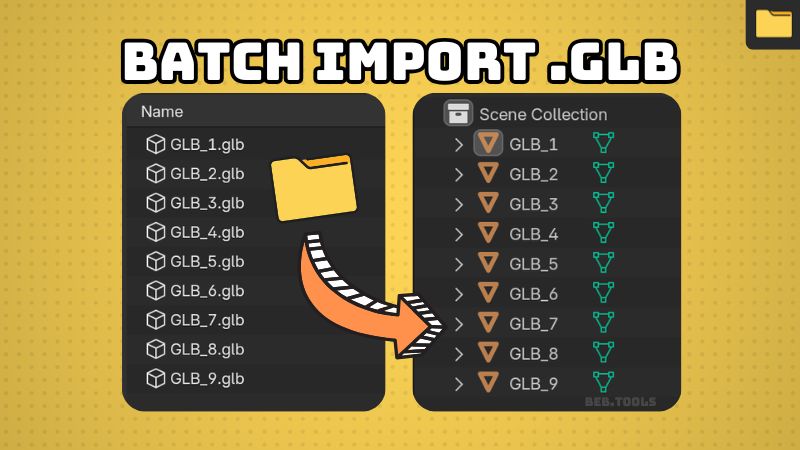 BATCH IMPORT .GLB
Name
GLB_1.glb
GLB_2.glb
GLB_3.glb
GLB_4.glb
GLB_5.glb
GLB_6.glb
GLB_7.glb
GLB_8.glb
GLB_9.glb
Scene Collection
GLB_1
GLB_2
GLB_3
GLB_4
GLB_5
GLB_6
GLB_7
GLB_8
GLB_9
BEB.TOOLS